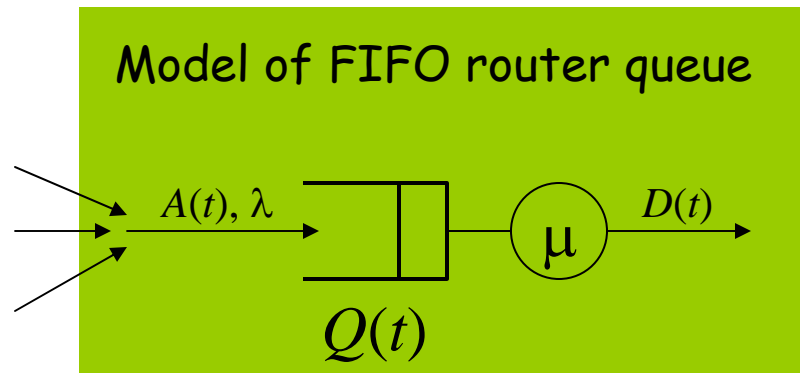 Model of FIFO router queue
A(t), λ
D(t)
μ
Q(t)